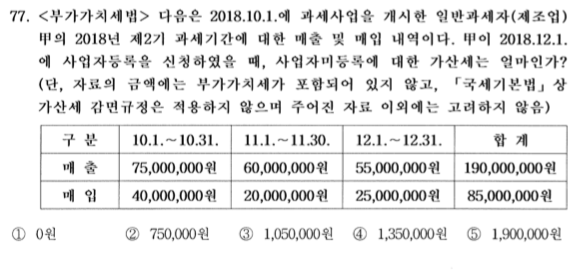 77. <부가가치세법> 다음은 2018.10.1.에 과세사업을 개시한 일반과세자(제조업)
甲의 2018년 제2기 과세기간에 대한 매출 및 매입 내역이다. 甲이 2018.12.1.
에 사업자등록을 신청하였을 때, 사업자미등록에 대한 가산세는 얼마인가?
(단, 자료의 금액에는 부가가치세가 포함되어 있지 않고, 「국세기본법」상
가산세 감면규정은 적용하지 않으며 주어진 자료 이외에는 고려하지 않음)
구 분 10.1.~10.31. 11.1.~11.30. 12.1.~12.31. 합 계
매 출 75,000,000원 60,000,000원 55,000,000원 190,000,000원
매 입 40,000,000원 20,000,000원 25,000,000원 85,000,000원
① 0원 ② 750,000원 ③ 1,050,000원 ④ 1,350,000원 ⑤ 1,900,000원